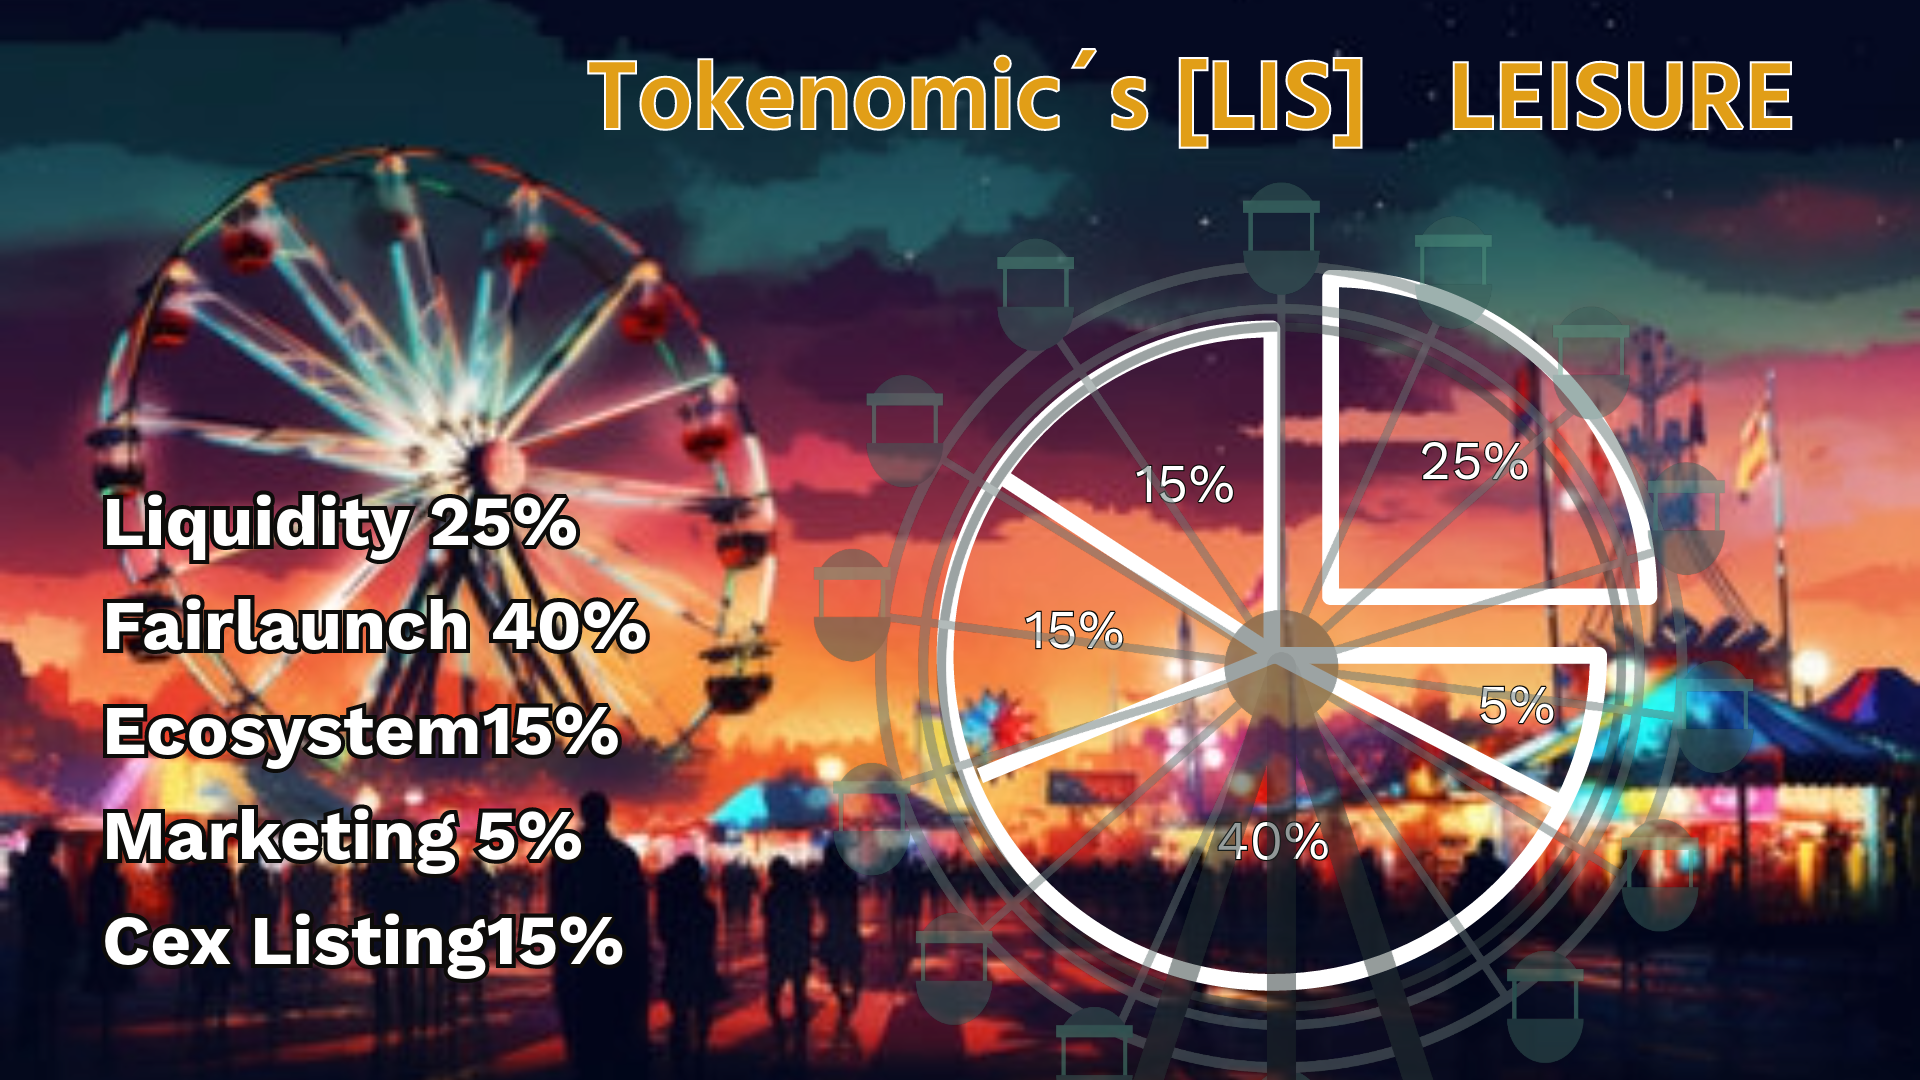 Tokenomic´s [LIS] LEISURE
Liquidity 25%
Fairlaunch 40%
Ecosystem15%
Marketing 5%
Cex Listing15%
15%
25%
15%
5%
40%